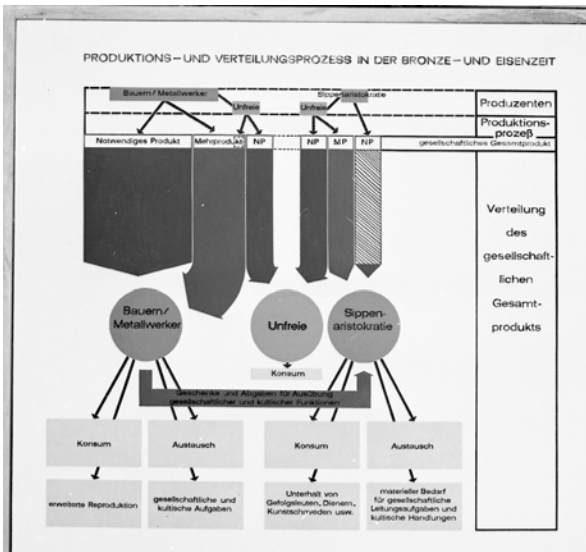 PRODUKTIONS-UND VERTEILUNGSPROZESS IN DER BRONZE-UND EISENZEIT
Bauern/Metallwerker
Sippenaristokratie
Unfreie
Unfreie
Produzenten
Produktions-
prozeß
Notwendiges Produkt
Mehrprodukt
NP
NP
MP
NP
gesellschaftliches Gesamtprodukt
Verteilung
des
gesellschaft-
lichen
Gesamt-
produkts
Bauern/
Metallwerker
Unfreie
Sippen-
aristokratie
Konsum
Geschenke und Abgaben für Ausübung
gesellschaftlicher und kultischer Funktionen
Konsum
Austausch
Konsum
Austausch
erweiterte Reproduktion
gesellschaftliche und
kultische Aufgaben
Unterhalt von
Gefolgsleuten, Dienern,
Kunstschmieden usw.
materieller Bedarf
für gesellschaftliche
Leitungsaufgaben und
kultische Handlungen